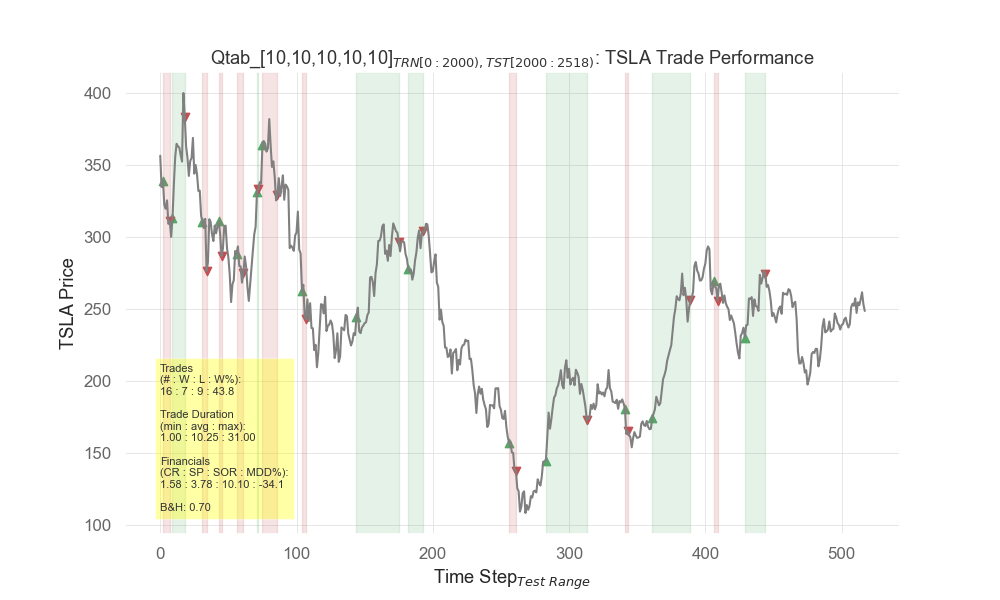 Qtab_[10,10,10,10,10]TRN[0:2000),TST[2000:2518): TSLA Trade Performance
400
350
300
250
200
150
100
TSLA Price
Trades
(# : W : L : W%):
16 : 7 : 9 : 43.8
Trade Duration
(min : avg : max):
1.00 : 10.25 : 31.00
Financials
(CR : SP : SOR : MDD%):
1.58 : 3.78 : 10.10 : -34.1
B&H: 0.70
0 100 200 300 400 500
Time StepTest Range